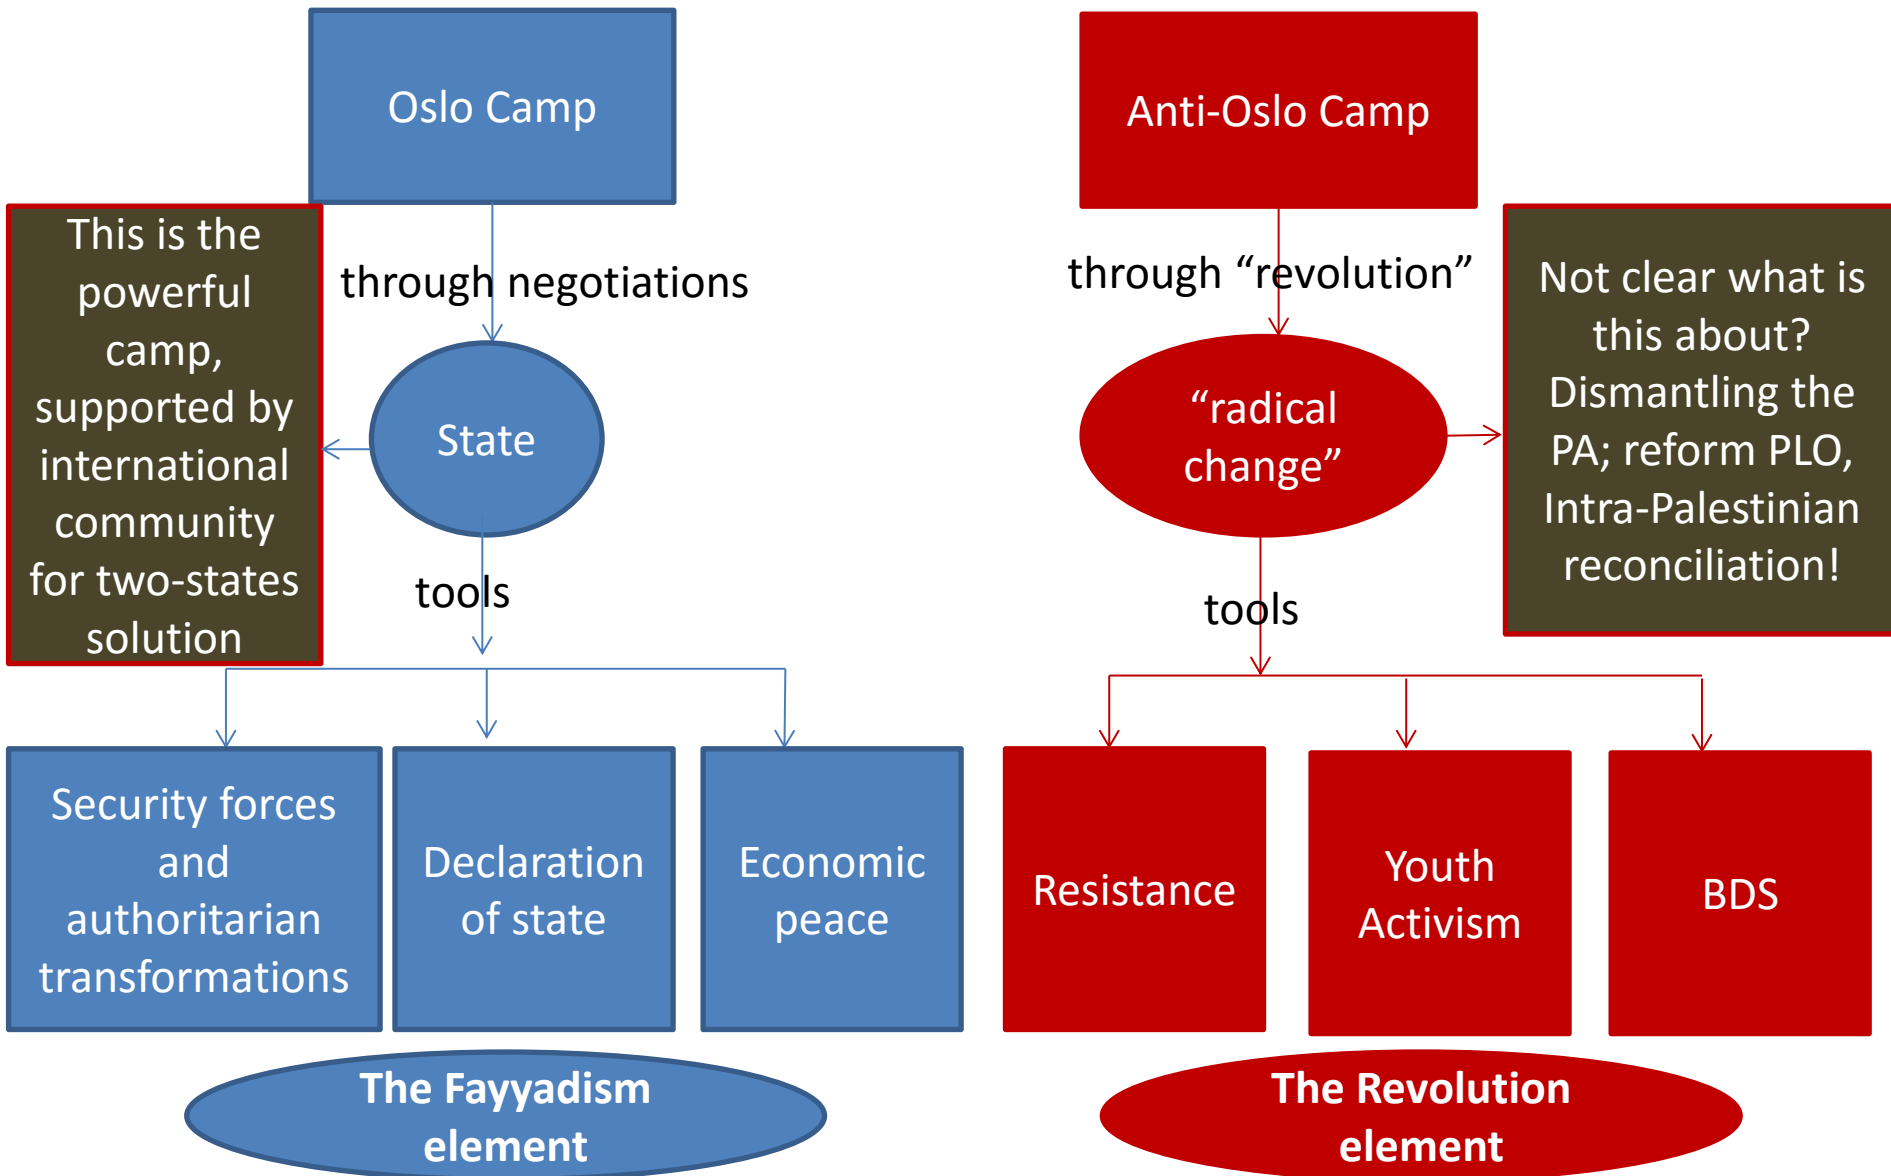 Oslo Camp
through negotiations
This is the
powerful
camp,
supported by
international
community
for two-states
solution
State
tools
Security forces
and
authoritarian
transformations
Declaration
of state
Economic
peace
The Fayyadism
element
Anti-Oslo Camp
through “revolution”
“radical
change”
Not clear what is
this about?
Dismantling the
PA; reform PLO,
Intra-Palestinian
reconciliation!
tools
Resistance
Youth
Activism
BDS
The Revolution
element